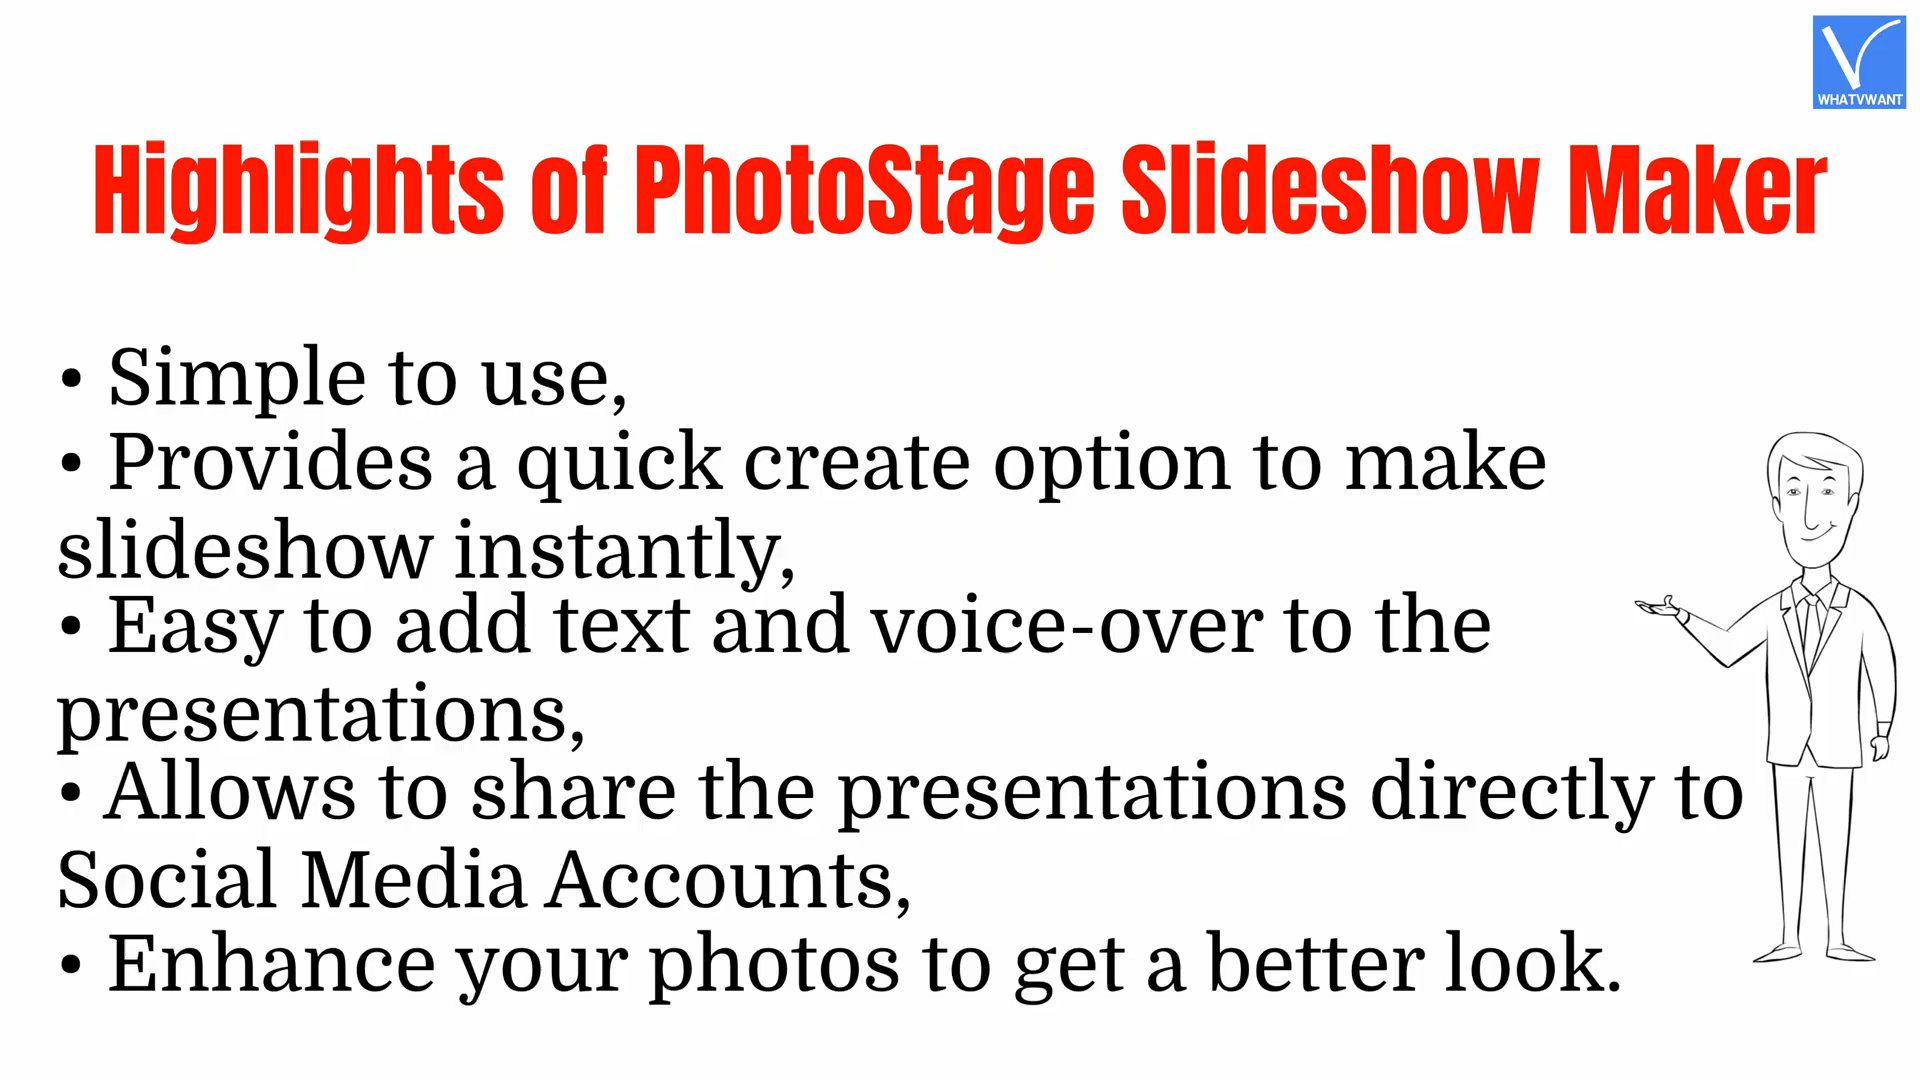 WHATVWANT
Highlights of PhotoStage Slideshow Maker
• Simple to use,
• Provides a quick create option to make
slideshow instantly,
• Easy to add text and voice-over to the
presentations,
• Allows to share the presentations directly to
Social Media Accounts,
• Enhance your photos to get a better look.